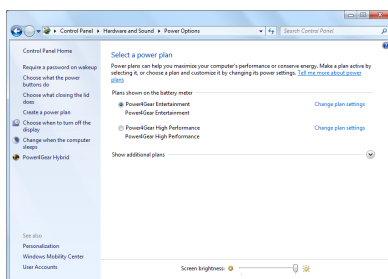 Control Panel ▸ Hardware and Sound ▸ Power Options
Search Control Panel
Control Panel Home
Require a password on wakeup
Choose what the power
buttons do
Choose what closing the lid
does
Create a power plan
Choose when to turn off the
display
Change when the computer
sleeps
Power4Gear Hybrid
See also
Personalization
Windows Mobility Center
User Accounts
Select a power plan
Power plans can help you maximize your computer's performance or conserve energy. Make a plan active by
selecting it, or choose a plan and customize it by changing its power settings. Tell me more about power
plans
Plans shown on the battery meter
Power4Gear Entertainment Change plan settings
Power4Gear Entertainment
Power4Gear High Performance Change plan settings
Power4Gear High Performance
Show additional plans
Screen brightness: